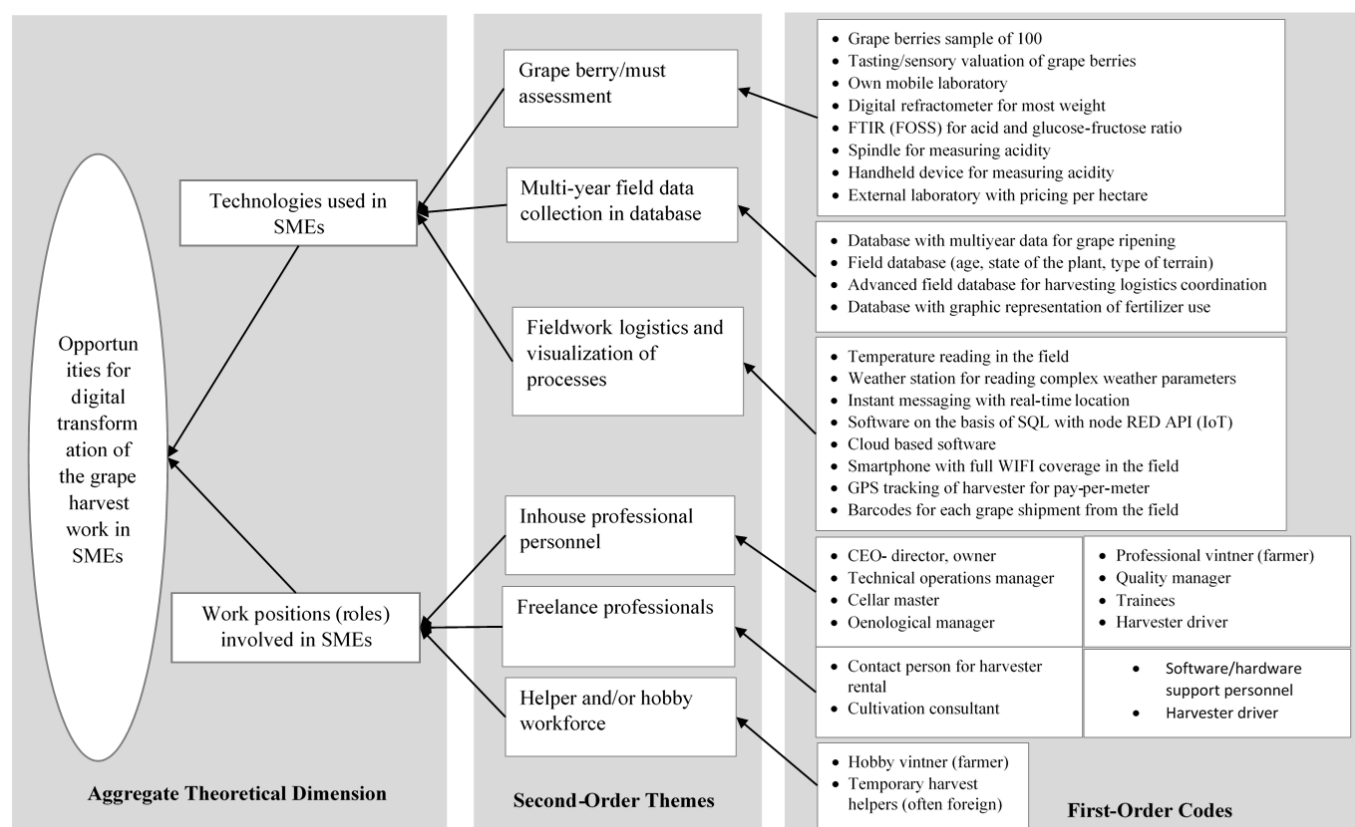 Opportun
ities for
digital
transform
ation of
the grape
harvest
work in
SMEs
Technologies used in
SMEs
Work positions (roles)
involved in SMEs
Aggregate Theoretical Dimension
Grape berry/must
assessment
Multi-year field data
collection in database
Fieldwork logistics and
visualization of
processes
Inhouse professional
personnel
Freelance professionals
Helper and/or hobby
workforce
Second-Order Themes
• Grape berries sample of 100
• Tasting/sensory valuation of grape berries
• Own mobile laboratory
• Digital refractometer for most weight
• FTIR (FOSS) for acid and glucose-fructose ratio
• Spindle for measuring acidity
• Handheld device for measuring acidity
• External laboratory with pricing per hectare
• Database with multiyear data for grape ripening
• Field database (age, state of the plant, type of terrain)
• Advanced field database for harvesting logistics coordination
• Database with graphic representation of fertilizer use
• Temperature reading in the field
• Weather station for reading complex weather parameters
• Instant messaging with real-time location
• Software on the basis of SQL with node RED API (IoT)
• Cloud based software
• Smartphone with full WIFI coverage in the field
• GPS tracking of harvester for pay-per-meter
• Barcodes for each grape shipment from the field
• CEO- director, owner
• Technical operations manager
• Cellar master
• Oenological manager
• Professional vintner (farmer)
• Quality manager
• Trainees
• Harvester driver
• Contact person for harvester
rental
• Cultivation consultant
• Software/hardware
support personnel
• Harvester driver
• Hobby vintner (farmer)
• Temporary harvest
helpers (often foreign)
First-Order Codes